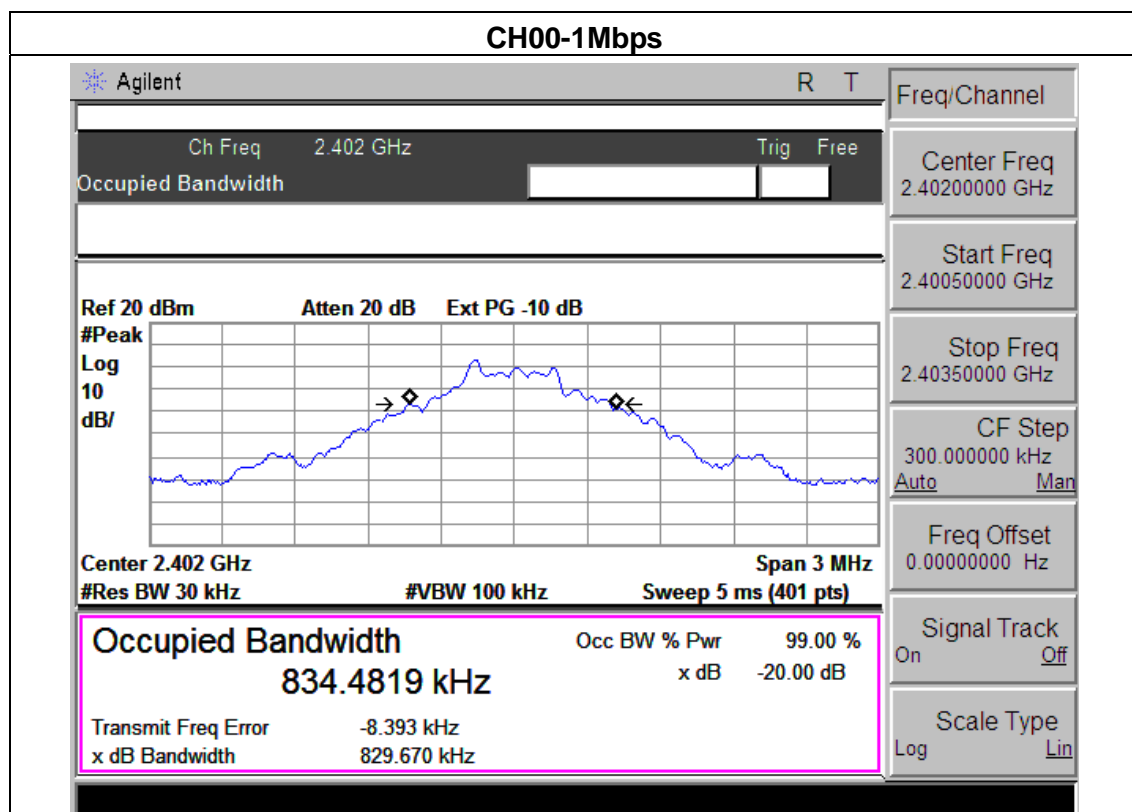 CH00-1Mbps
Agilent R T
Ch Freq 2.402 GHz Trig Free
Occupied Bandwidth
Ref 20 dBm Atten 20 dB Ext PG -10 dB
#Peak
Log
10
dB/
Center 2.402 GHz Span 3 MHz
#Res BW 30 kHz #VBW 100 kHz Sweep 5 ms (401 pts)
Occupied Bandwidth Occ BW % Pwr 99.00 %
834.4819 kHz x dB -20.00 dB
Transmit Freq Error -8.393 kHz
x dB Bandwidth 829.670 kHz
Freq/Channel
Center Freq
2.40200000 GHz
Start Freq
2.40050000 GHz
Stop Freq
2.40350000 GHz
CF Step
300.000000 kHz
Auto Man
Freq Offset
0.00000000 Hz
Signal Track
On Off
Scale Type
Log Lin